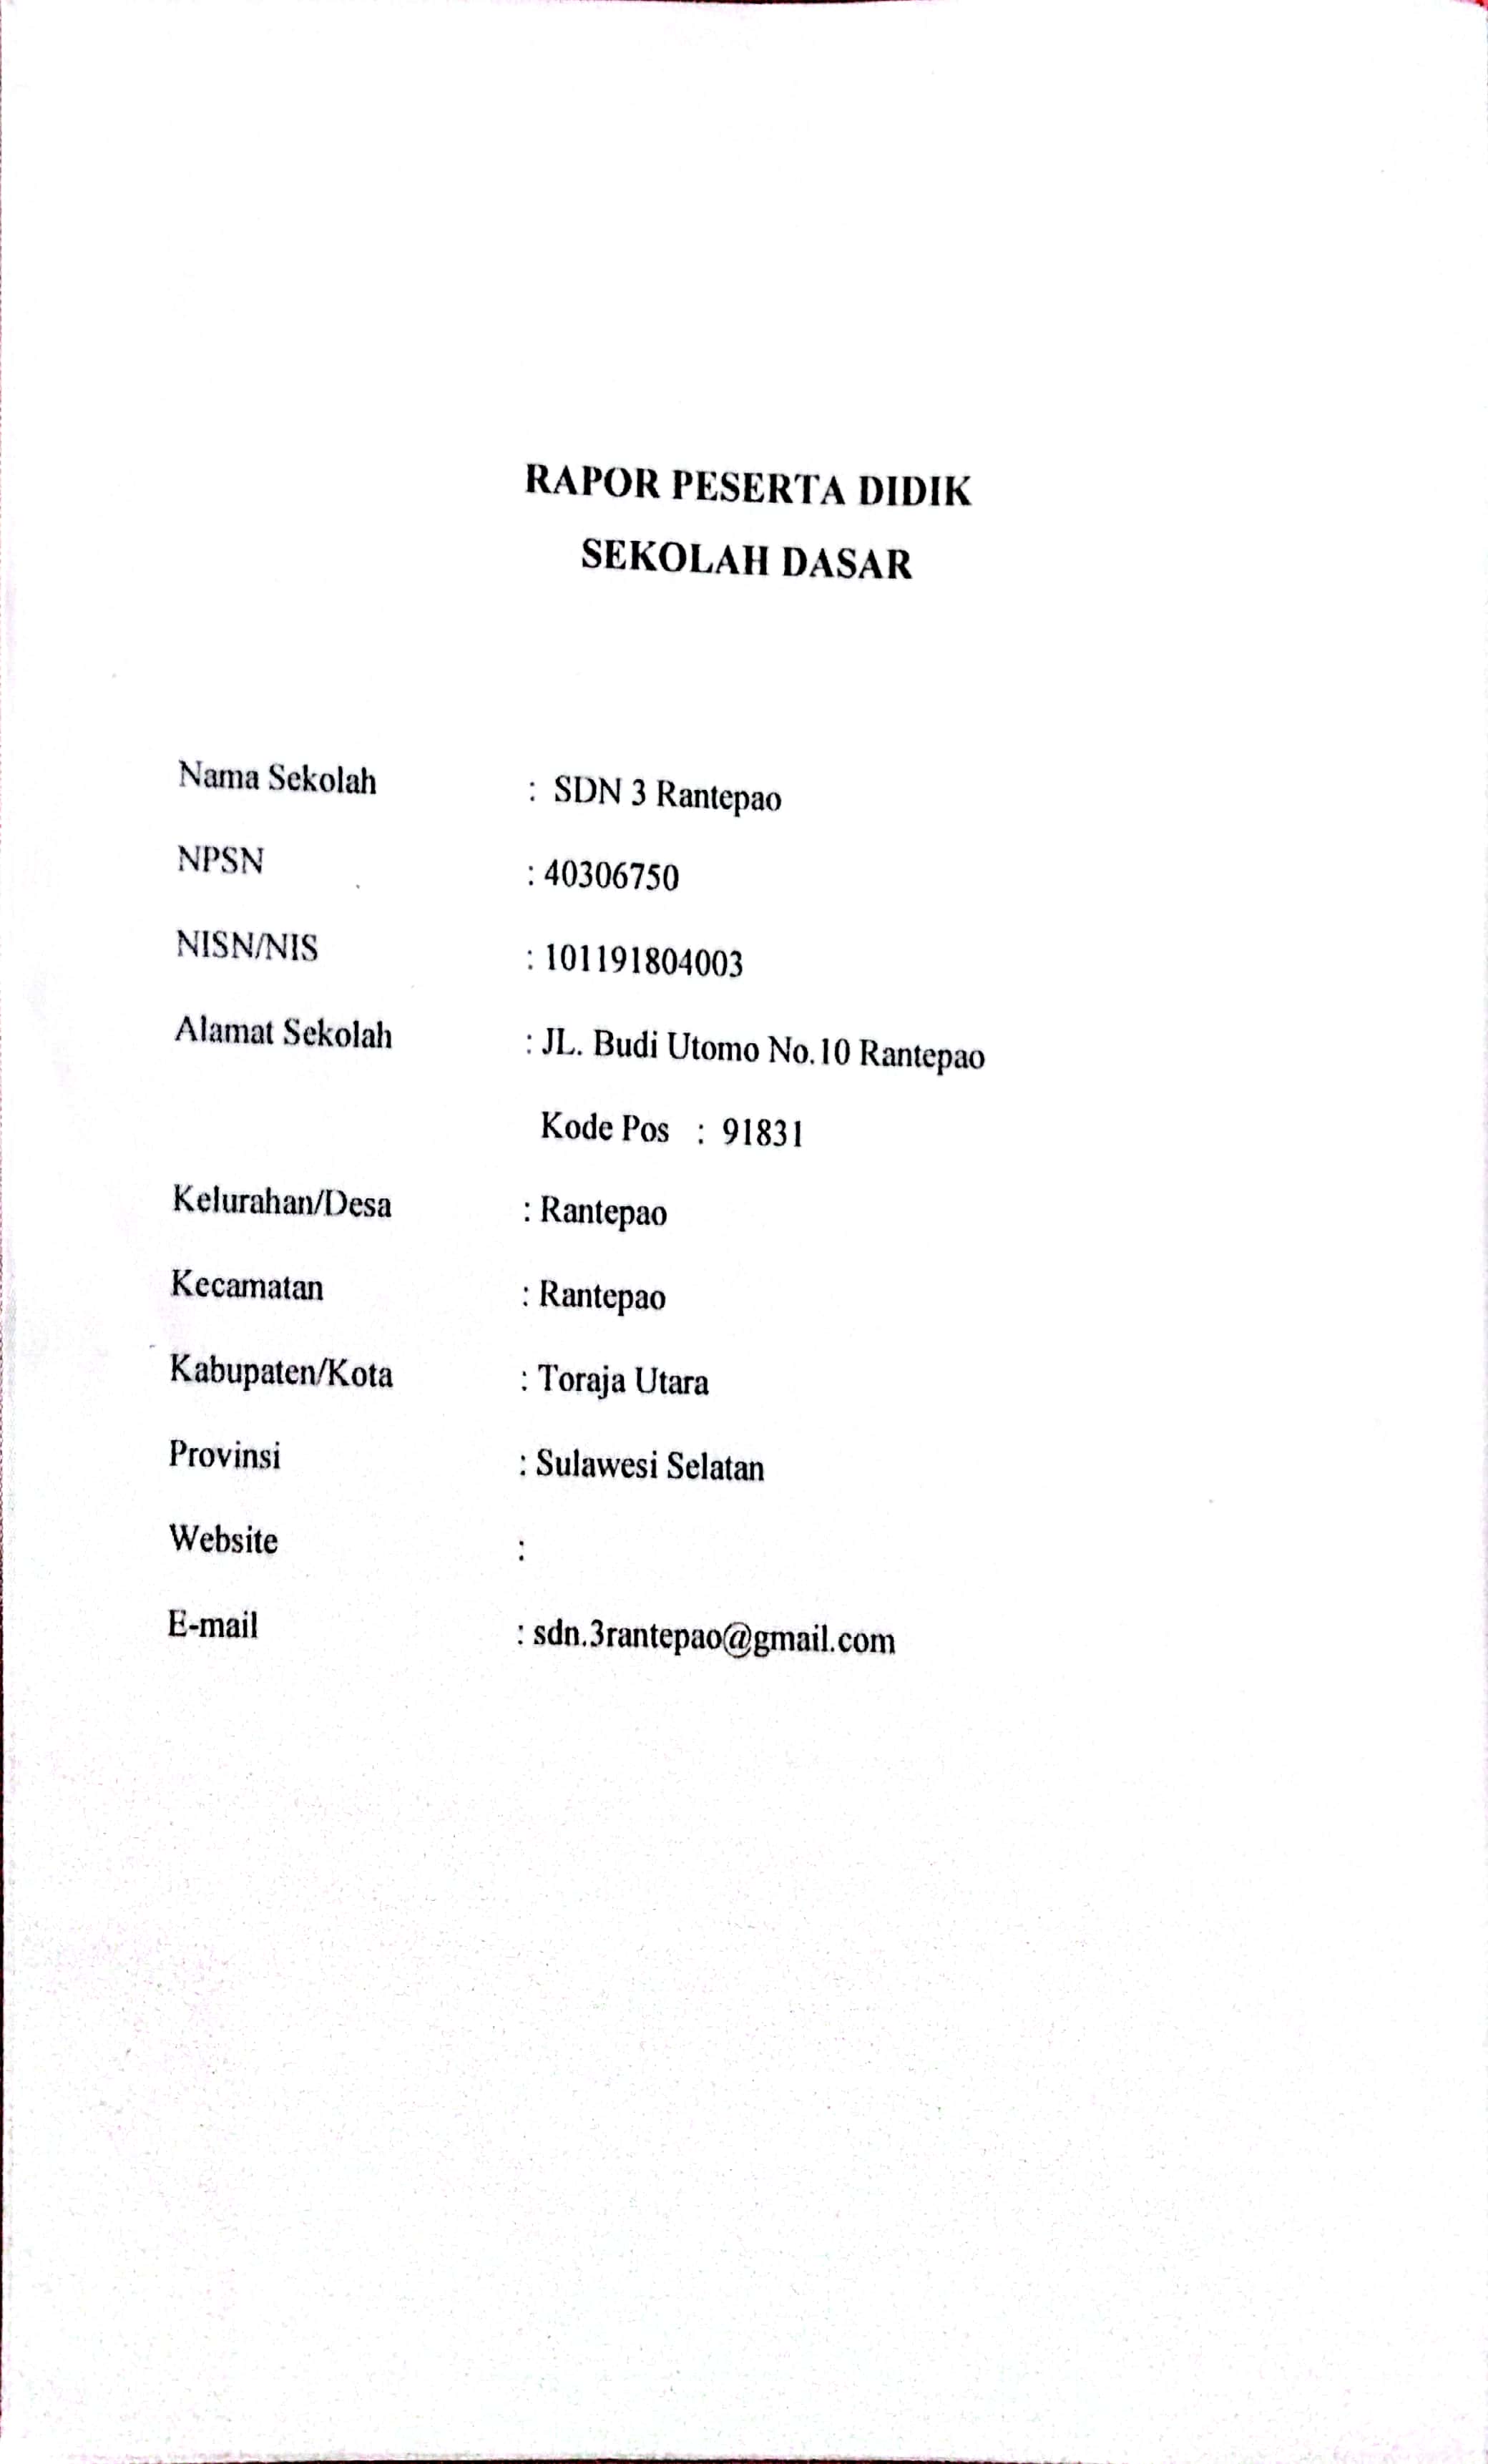 RAPOR PESERTA DIDIK
SEKOLAH DASAR
Nama Sekolah : SDN 3 Rantepao
NPSN : 40306750
NISN/NIS : 101191804003
Alamat Sekolah : JL. Budi Utomo No.10 Rantepao
Kode Pos : 91831
Kelurahan/Desa : Rantepao
Kecamatan : Rantepao
Kabupaten/Kota : Toraja Utara
Provinsi : Sulawesi Selatan
Website :
E-mail : sdn.3rantepao@gmail.com